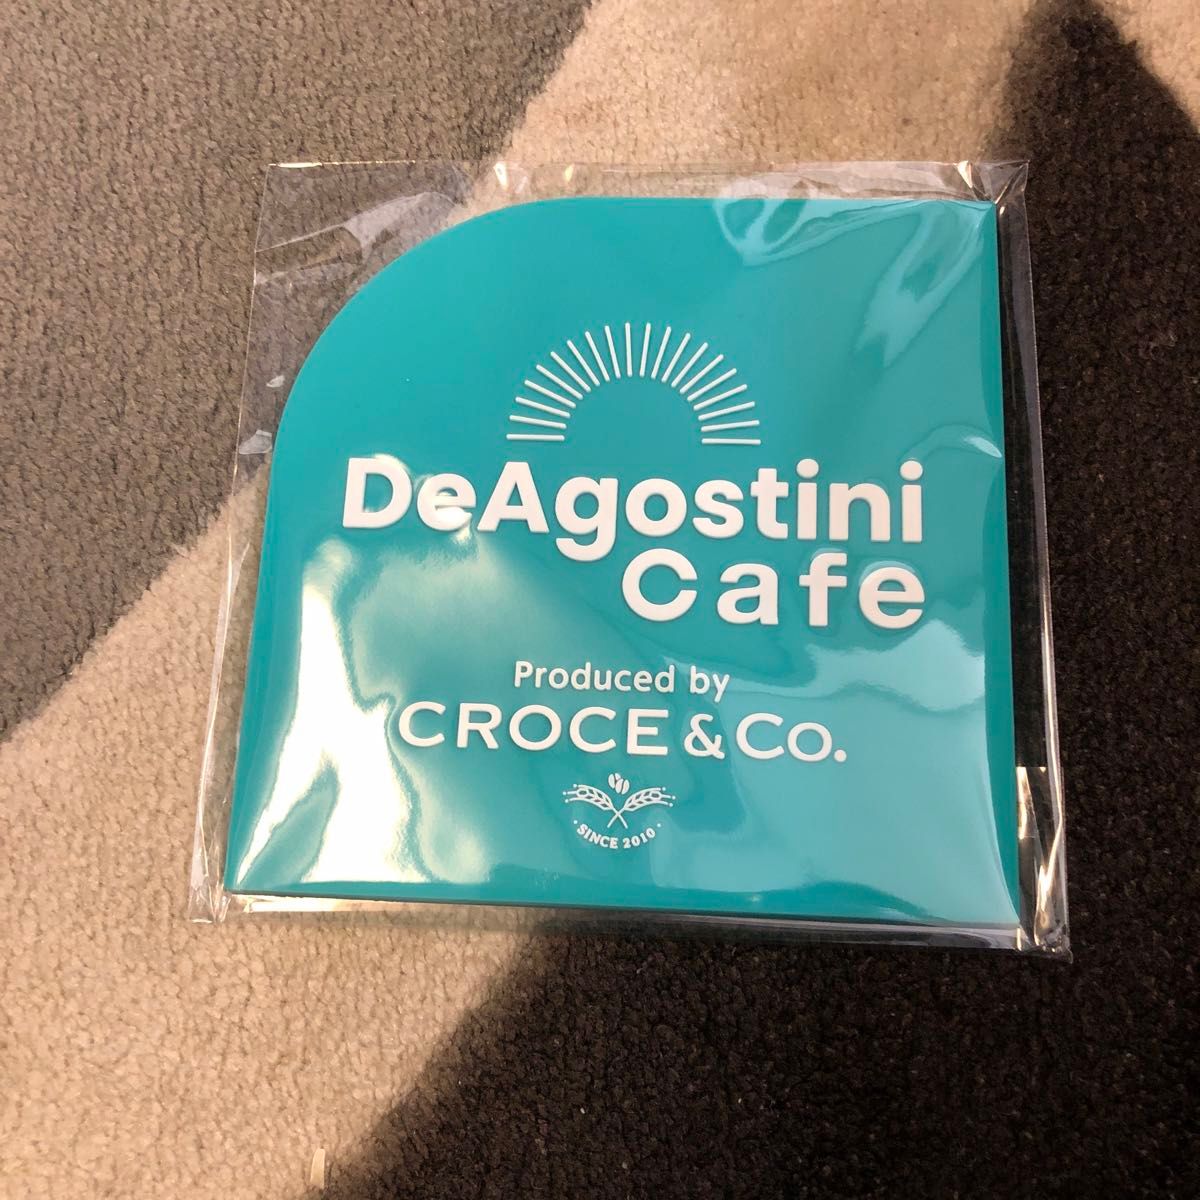 DeAgostini
Cafe
Produced by
CROCE & CO.
· SINCE 2010 ·